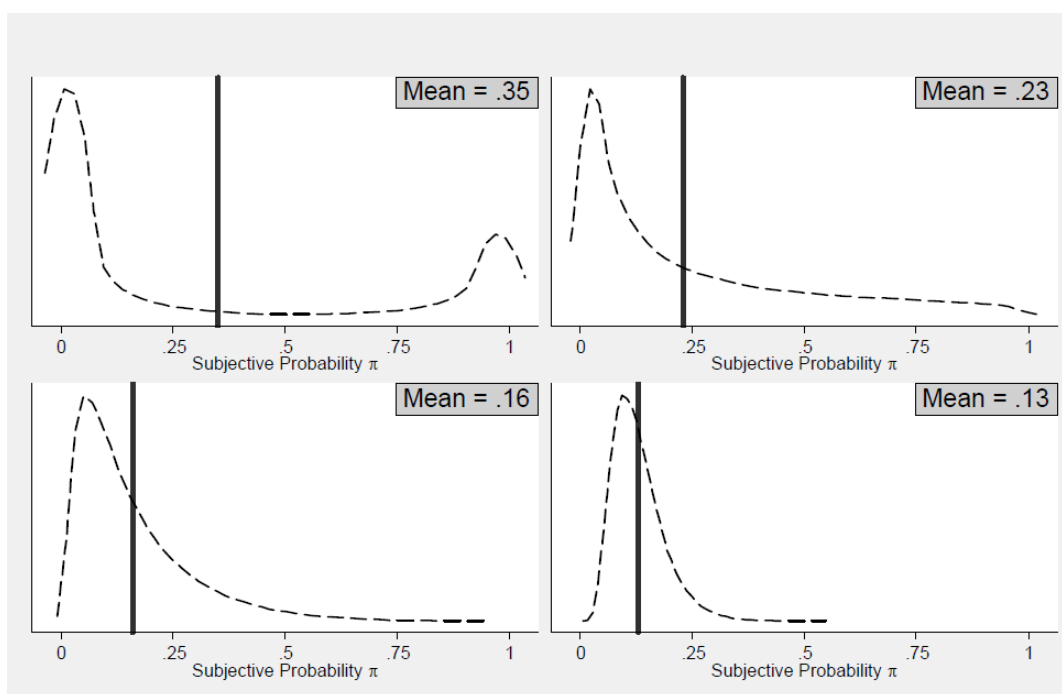 Mean = .35
0 .25 .5 .75 1
Subjective Probability π
Mean = .23
0 .25 .5 .75 1
Subjective Probability π
Mean = .16
0 .25 .5 .75 1
Subjective Probability π
Mean = .13
0 .25 .5 .75 1
Subjective Probability π